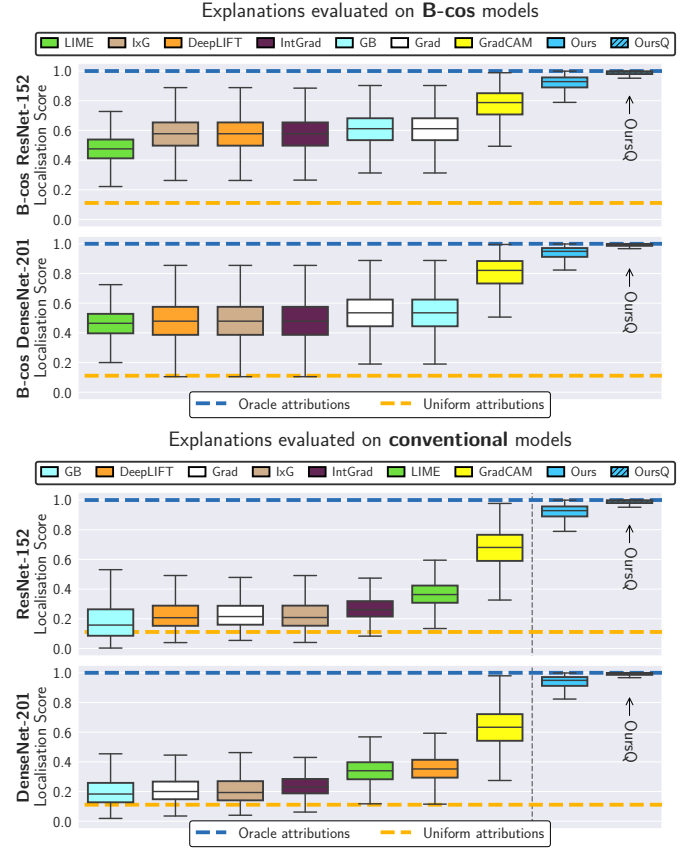 Explanations evaluated on B-cos models
LIME IxG DeepLIFT IntGrad GB Grad GradCAM Ours OursQ
B-cos ResNet-152
Localisation Score
1.0
0.8
0.6
0.4
0.2
0.0
OursQ
B-cos DenseNet-201
Localisation Score
1.0
0.8
0.6
0.4
0.2
0.0
OursQ
Oracle attributions Uniform attributions
Explanations evaluated on conventional models
GB DeepLIFT Grad IxG IntGrad LIME GradCAM Ours OursQ
ResNet-152
Localisation Score
1.0
0.8
0.6
0.4
0.2
0.0
OursQ
DenseNet-201
Localisation Score
1.0
0.8
0.6
0.4
0.2
0.0
OursQ
Oracle attributions Uniform attributions